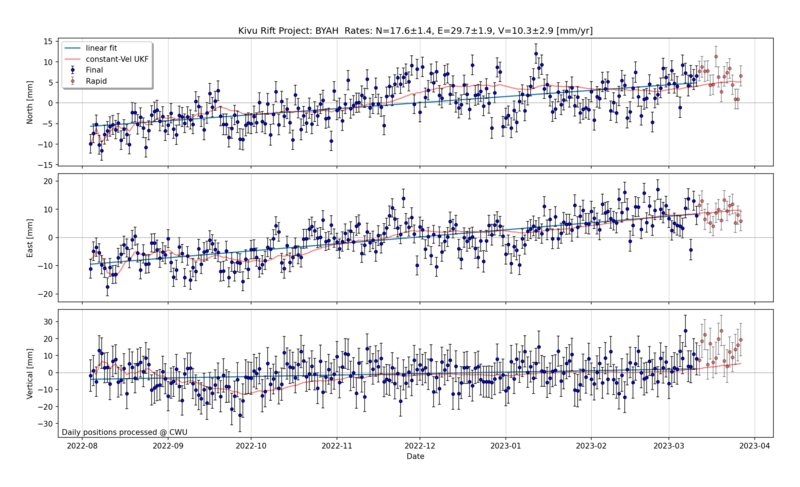 Kivu Rift Project: BYAH  Rates: N=17.6±1.4, E=29.7±1.9, V=10.3±2.9 [mm/yr]
linear fit
constant-Vel UKF
Final
Rapid
North [mm]
15
10
5
0
−5
−10
−15
East [mm]
20
10
0
−10
−20
Vertical [mm]
30
20
10
0
−10
−20
−30
Daily positions processed @ CWU
2022-08 2022-09 2022-10 2022-11 2022-12 2023-01 2023-02 2023-03 2023-04
Date